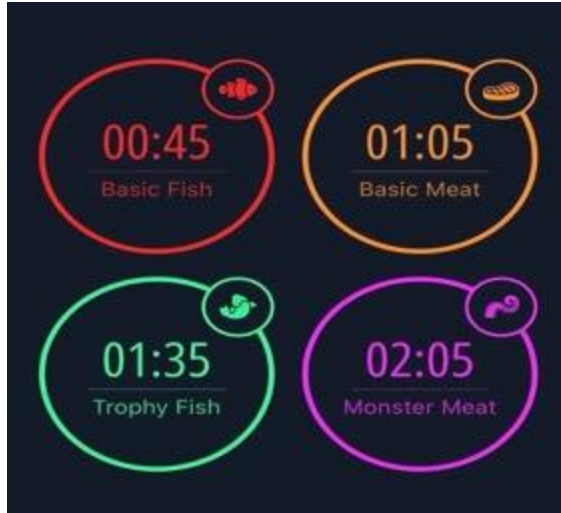 00:45
Basic Fish
01:05
Basic Meat
01:35
Trophy Fish
02:05
Monster Meat